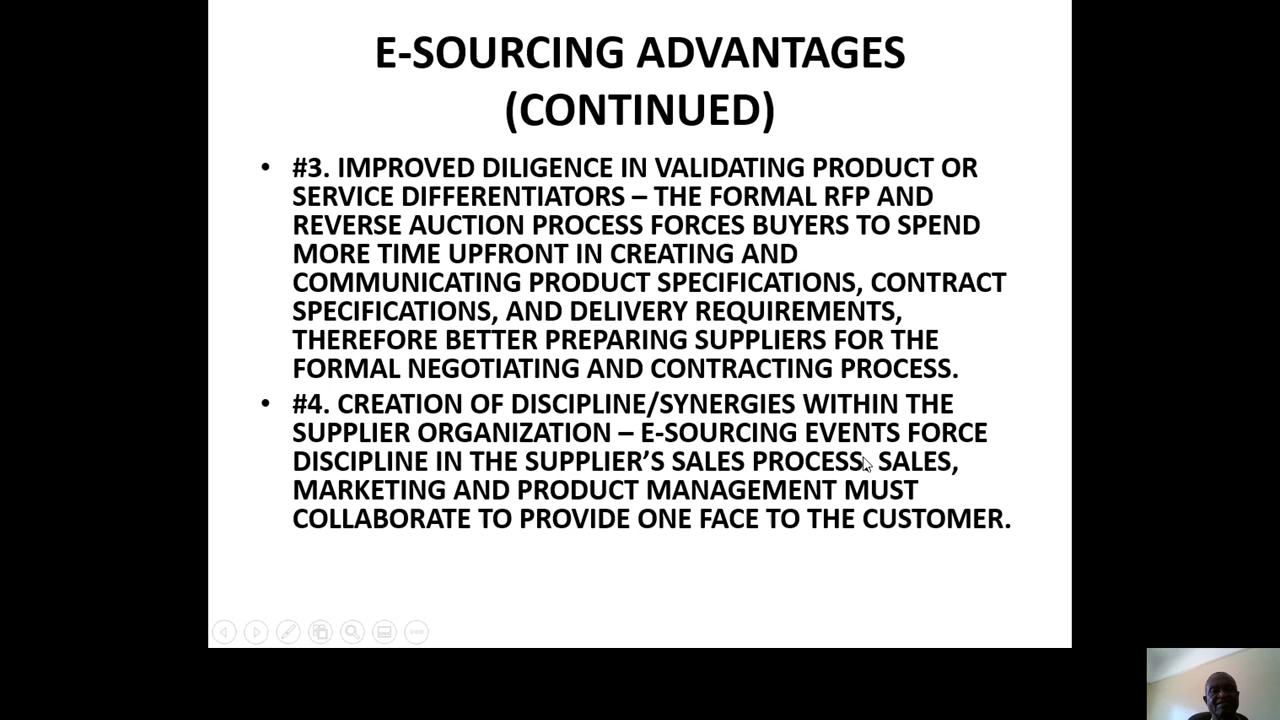 E-SOURCING ADVANTAGES
(CONTINUED)
• #3. IMPROVED DILIGENCE IN VALIDATING PRODUCT OR
SERVICE DIFFERENTIATORS – THE FORMAL RFP AND
REVERSE AUCTION PROCESS FORCES BUYERS TO SPEND
MORE TIME UPFRONT IN CREATING AND
COMMUNICATING PRODUCT SPECIFICATIONS, CONTRACT
SPECIFICATIONS, AND DELIVERY REQUIREMENTS,
THEREFORE BETTER PREPARING SUPPLIERS FOR THE
FORMAL NEGOTIATING AND CONTRACTING PROCESS.
• #4. CREATION OF DISCIPLINE/SYNERGIES WITHIN THE
SUPPLIER ORGANIZATION – E-SOURCING EVENTS FORCE
DISCIPLINE IN THE SUPPLIER’S SALES PROCESS. SALES,
MARKETING AND PRODUCT MANAGEMENT MUST
COLLABORATE TO PROVIDE ONE FACE TO THE CUSTOMER.